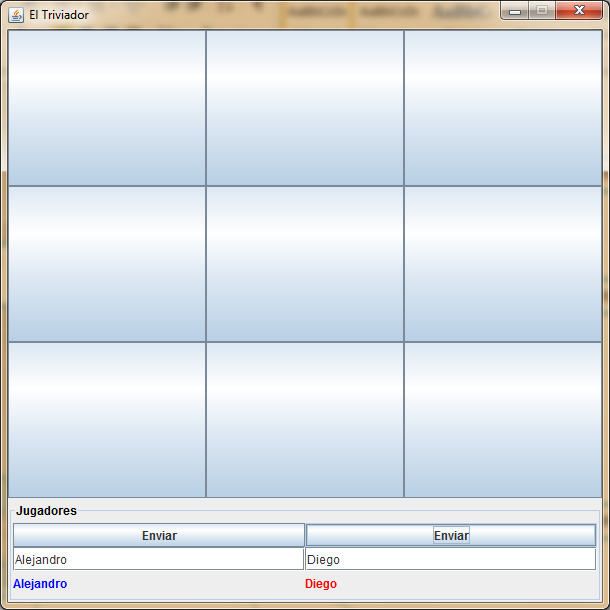 El Triviador
Jugadores
Enviar Enviar
Alejandro Diego
Alejandro Diego